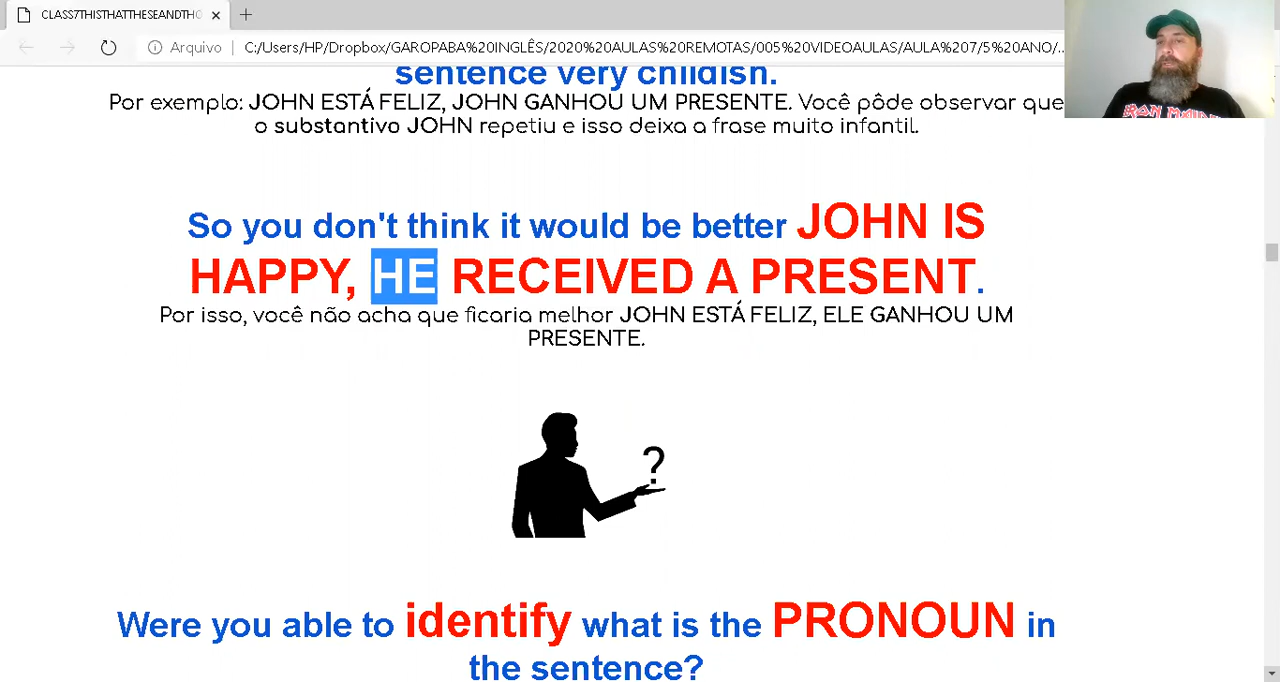 CLASS7THISTHATTHESEANDTHO
Arquivo
C:/Users/HP/Dropbox/GAROPABA%20INGLÊS/2020%20AULAS%20REMOTAS/005%20VIDEOAULAS/AULA%207/5%20ANO/...
sentence very childish.
Por exemplo: JOHN ESTÁ FELIZ, JOHN GANHOU UM PRESENTE. Você pôde observar que
o substantivo JOHN repetiu e isso deixa a frase muito infantil.
So you don't think it would be better JOHN IS
HAPPY, HE RECEIVED A PRESENT.
Por isso, você não acha que ficaria melhor JOHN ESTÁ FELIZ, ELE GANHOU UM
PRESENTE.
?
Were you able to identify what is the PRONOUN in
the sentence?
IRON MAIDEN